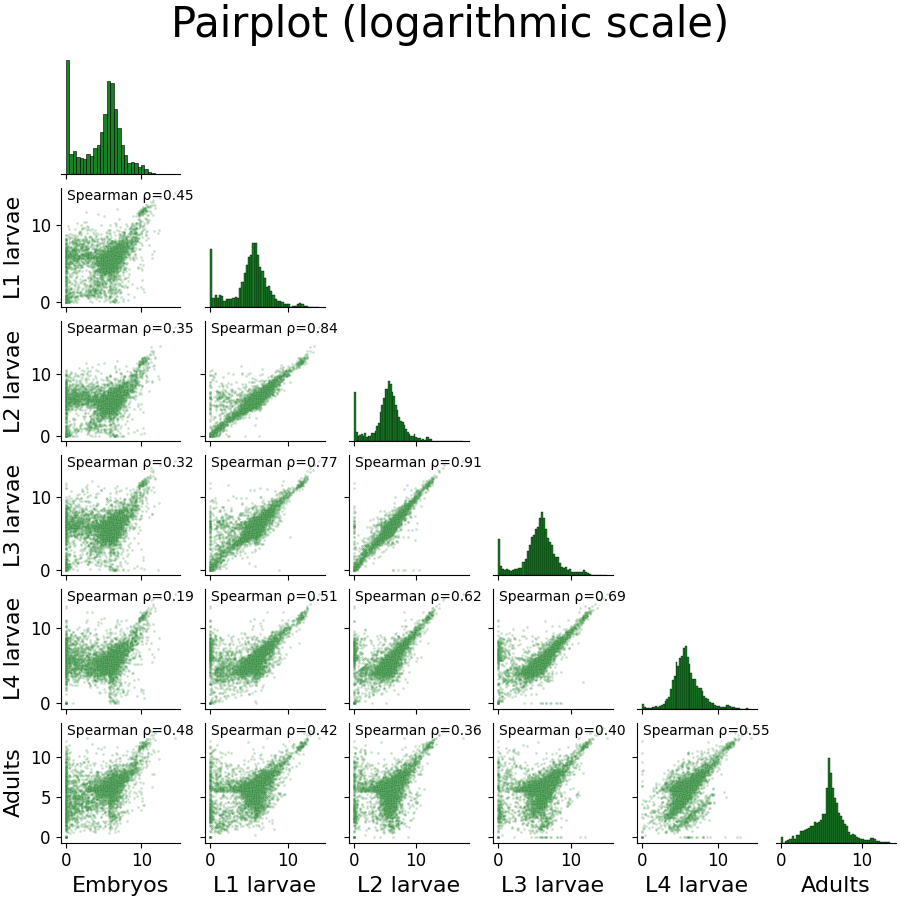 Pairplot (logarithmic scale)
Spearman ρ=0.45
L1 larvae
10
0
Spearman ρ=0.35
Spearman ρ=0.84
L2 larvae
10
0
Spearman ρ=0.32
Spearman ρ=0.77
Spearman ρ=0.91
L3 larvae
10
0
Spearman ρ=0.19
Spearman ρ=0.51
Spearman ρ=0.62
Spearman ρ=0.69
L4 larvae
10
0
Spearman ρ=0.48
Spearman ρ=0.42
Spearman ρ=0.36
Spearman ρ=0.40
Spearman ρ=0.55
Adults
10
5
0
0 10
0 10
0 10
0 10
0 10
0 10
Embryos
L1 larvae
L2 larvae
L3 larvae
L4 larvae
Adults